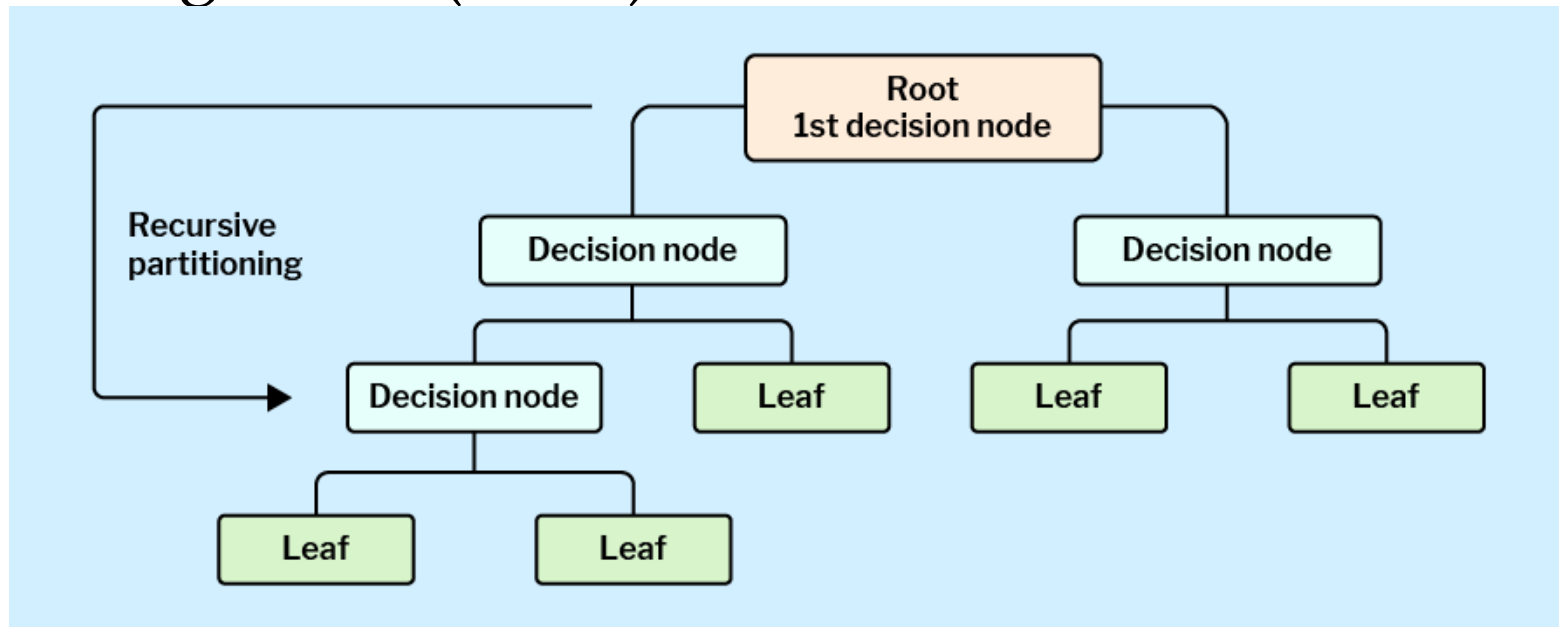 Root
1st decision node
Recursive
partitioning
Decision node
Decision node
Decision node
Leaf
Leaf
Leaf
Leaf
Leaf